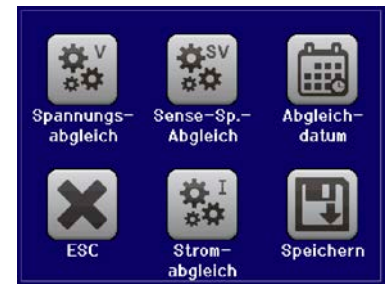 V
SV
Spannungs-
abgleich
Sense-Sp.-
Abgleich
Abgleich-
datum
I
ESC
Strom-
abgleich
Speichern